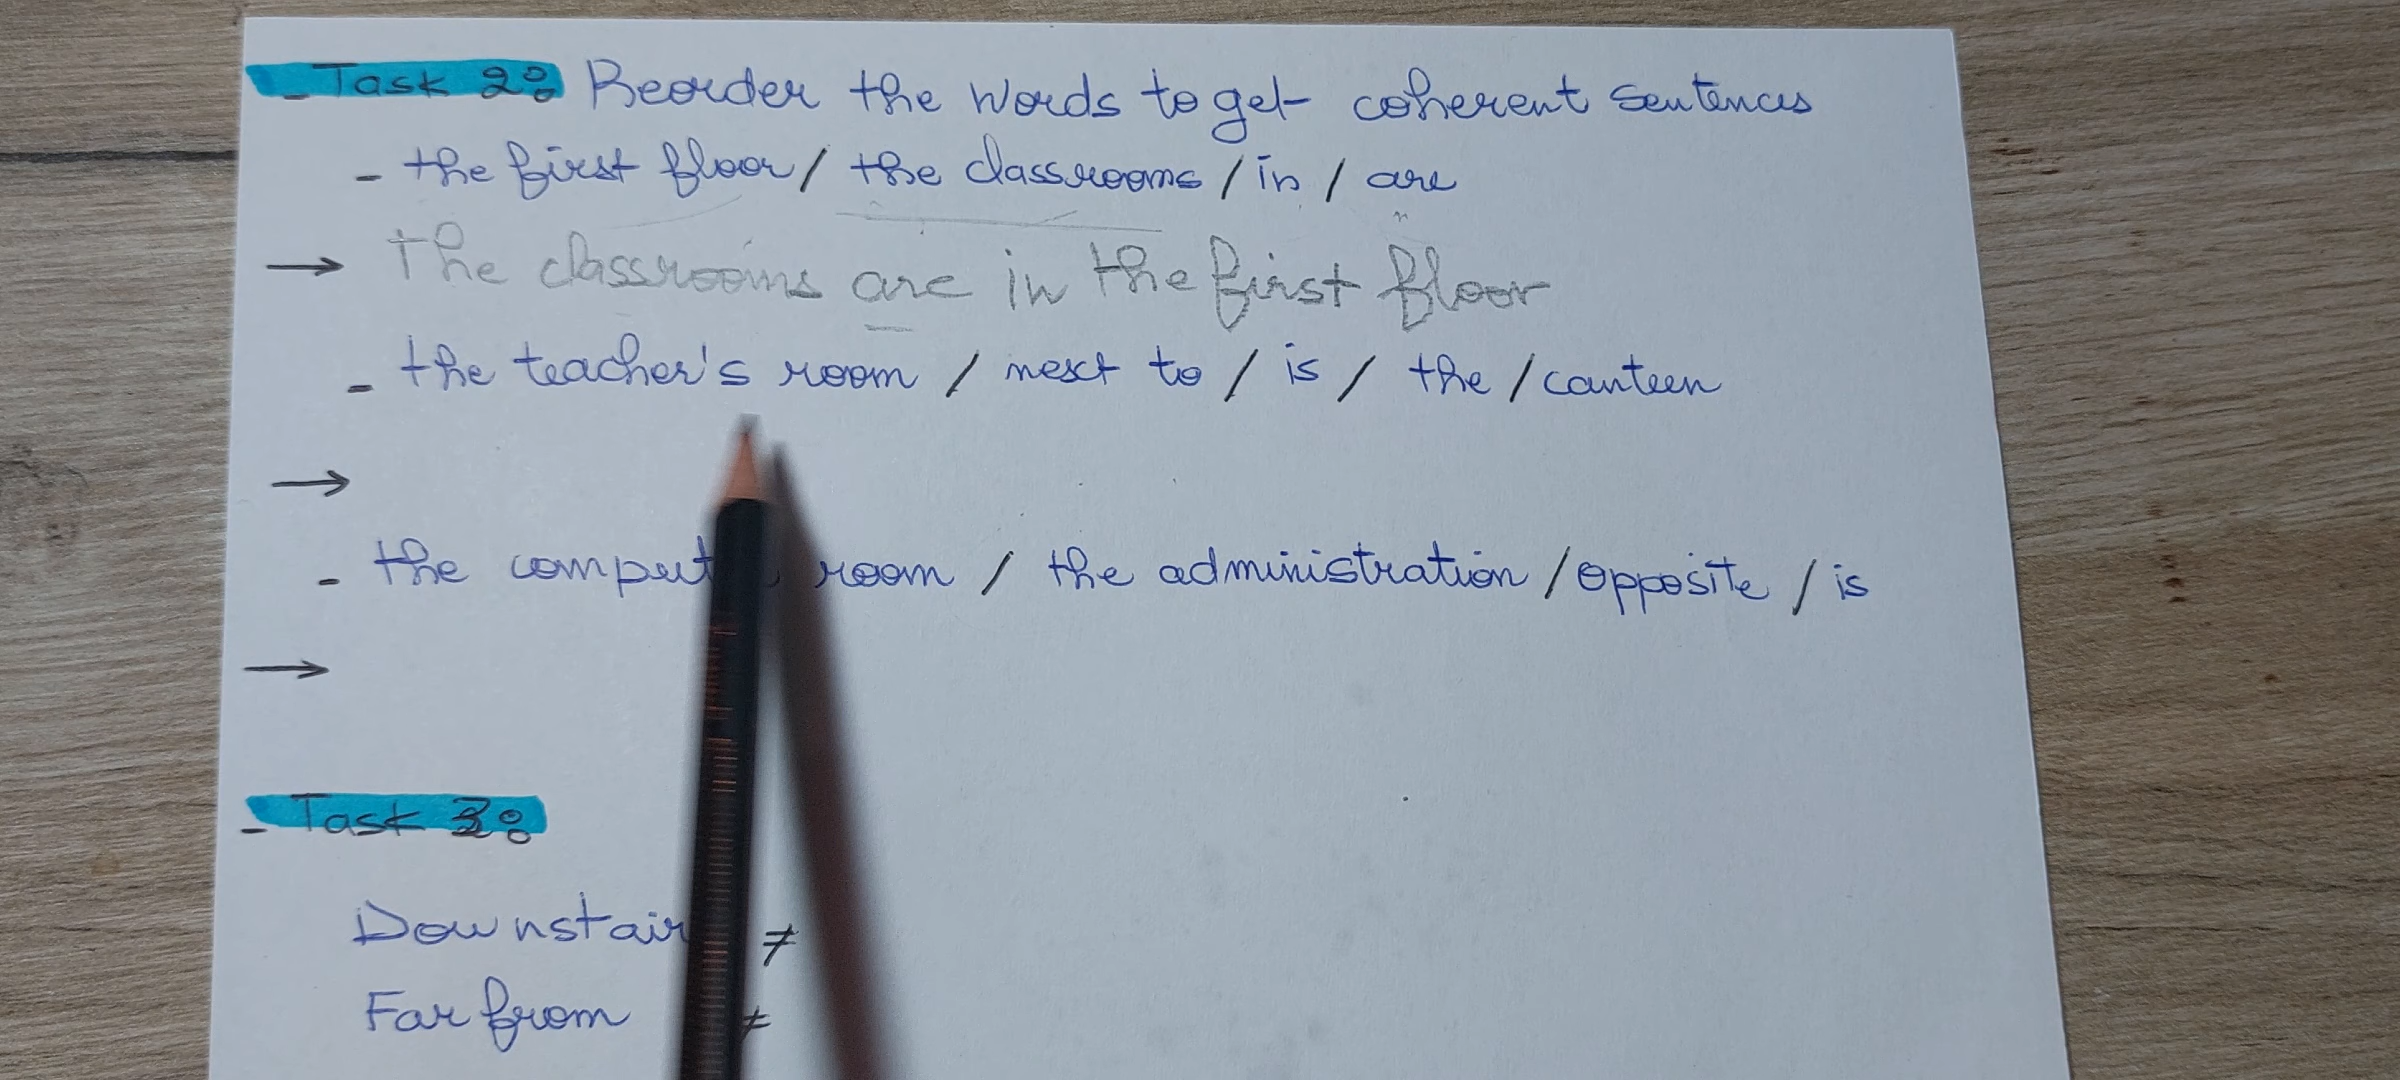 - Task 2: Reorder the words to get coherent sentences
- the first floor / the classrooms / in / are
→ The classrooms are in the first floor
- the teacher's room / next to / is / the / canteen
→
- the comput room / the administration / opposite / is
→
- Task 3:
Downstair ≠
Far from ≠